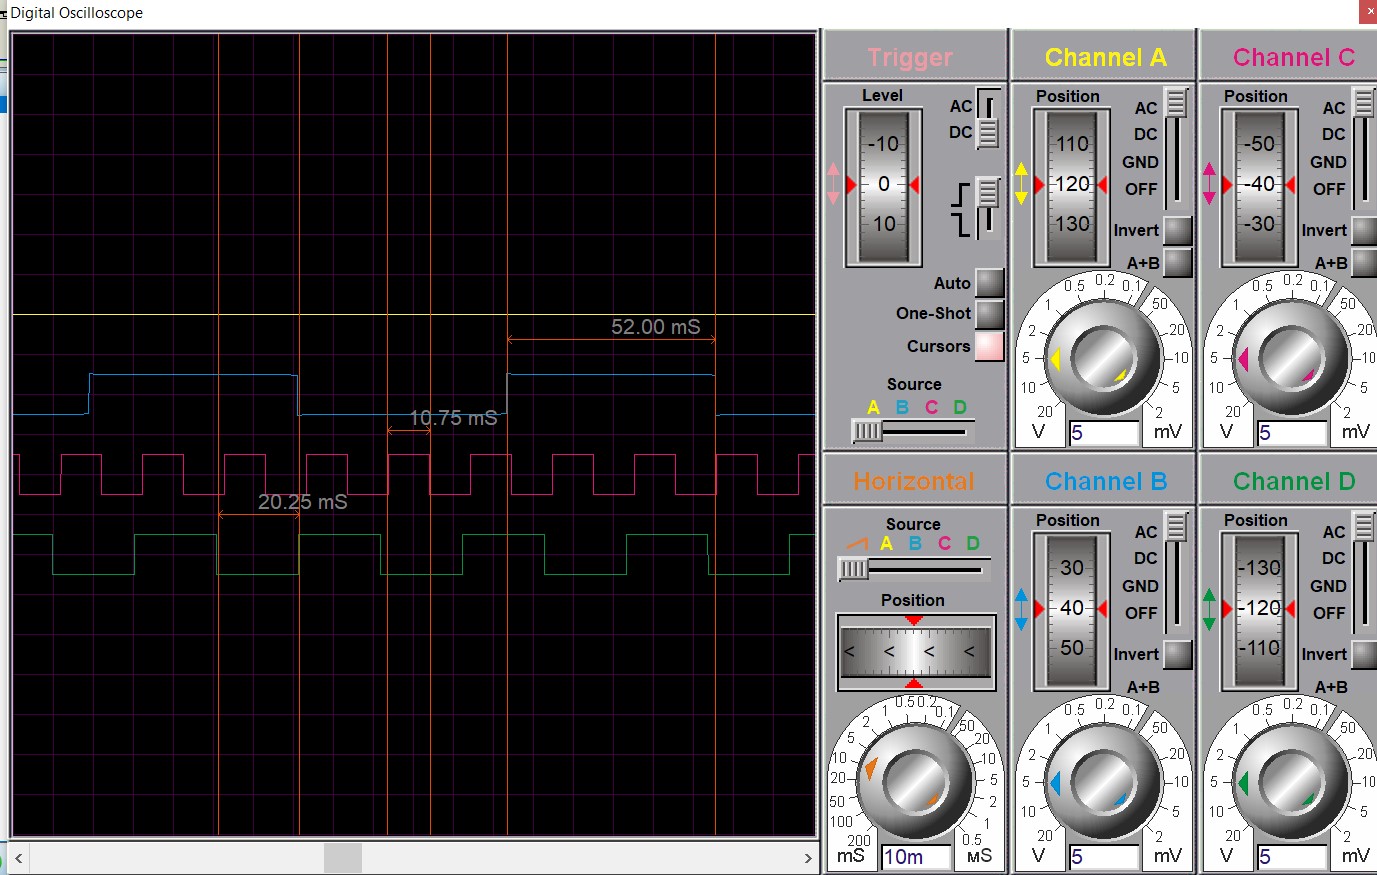 Digital Oscilloscope
52.00 mS
10.75 mS
20.25 mS
Trigger
Level
-10
0
10
AC
DC
Auto
One-Shot
Cursors
Source
A B C D
Channel A
Position
110
120
130
AC
DC
GND
OFF
Invert
A+B
0.2
0.5 0.1
1 50
2 20
5 10
10 5
20 2
V 5 mV
Channel C
Position
-50
-40
-30
AC
DC
GND
OFF
Invert
A+B
0.2
0.5 0.1
1 50
2 20
5 10
10 5
20 2
V 5 mV
Horizontal
Source
A B C D
Position
< < < <
0.5 0.2
1 0.1
2 50
5 20
10 10
20 5
50 2
100 1
200 0.5
mS 10m мS
Channel B
Position
30
40
50
AC
DC
GND
OFF
Invert
A+B
0.2
0.5 0.1
1 50
2 20
5 10
10 5
20 2
V 5 mV
Channel D
Position
-130
-120
-110
AC
DC
GND
OFF
Invert
A+B
0.2
0.5 0.1
1 50
2 20
5 10
10 5
20 2
V 5 mV